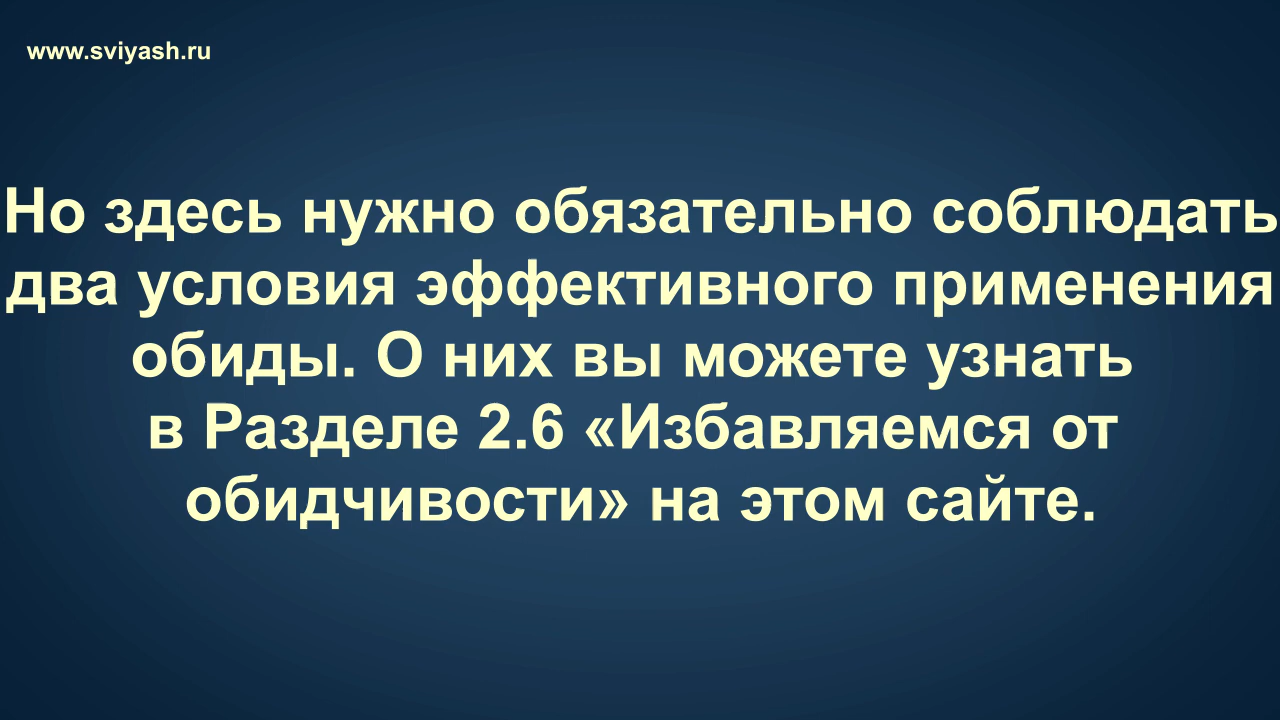 www.sviyash.ru
Но здесь нужно обязательно соблюдать
два условия эффективного применения
обиды. О них вы можете узнать
в Разделе 2.6 «Избавляемся от
обидчивости» на этом сайте.